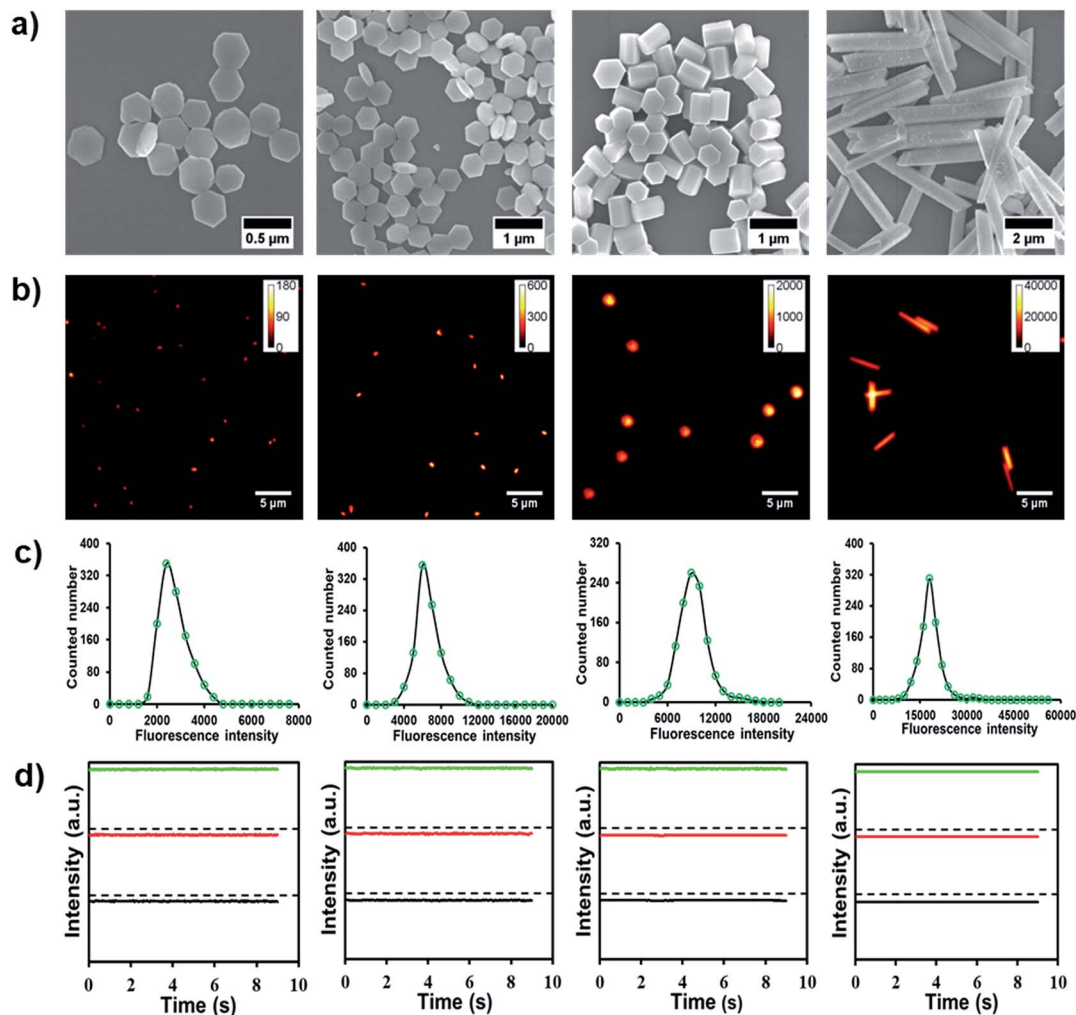 a)
0.5 µm
1 µm
1 µm
2 µm
b)
180
90
0
5 µm
600
300
0
5 µm
2000
1000
0
5 µm
40000
20000
0
5 µm
c)
Counted number
400
320
240
160
80
0
0 2000 4000 6000 8000
Fluorescence intensity
Counted number
400
320
240
160
80
0
0 4000 8000 12000 16000 20000
Fluorescence intensity
Counted number
320
240
160
80
0
0 6000 12000 18000 24000
Fluorescence intensity
Counted number
400
320
240
160
80
0
0 15000 30000 45000 60000
Fluorescence intensity
d)
Intensity (a.u.)
0 2 4 6 8 10
Time (s)
Intensity (a.u.)
0 2 4 6 8 10
Time (s)
Intensity (a.u.)
0 2 4 6 8 10
Time (s)
Intensity (a.u.)
0 2 4 6 8 10
Time (s)